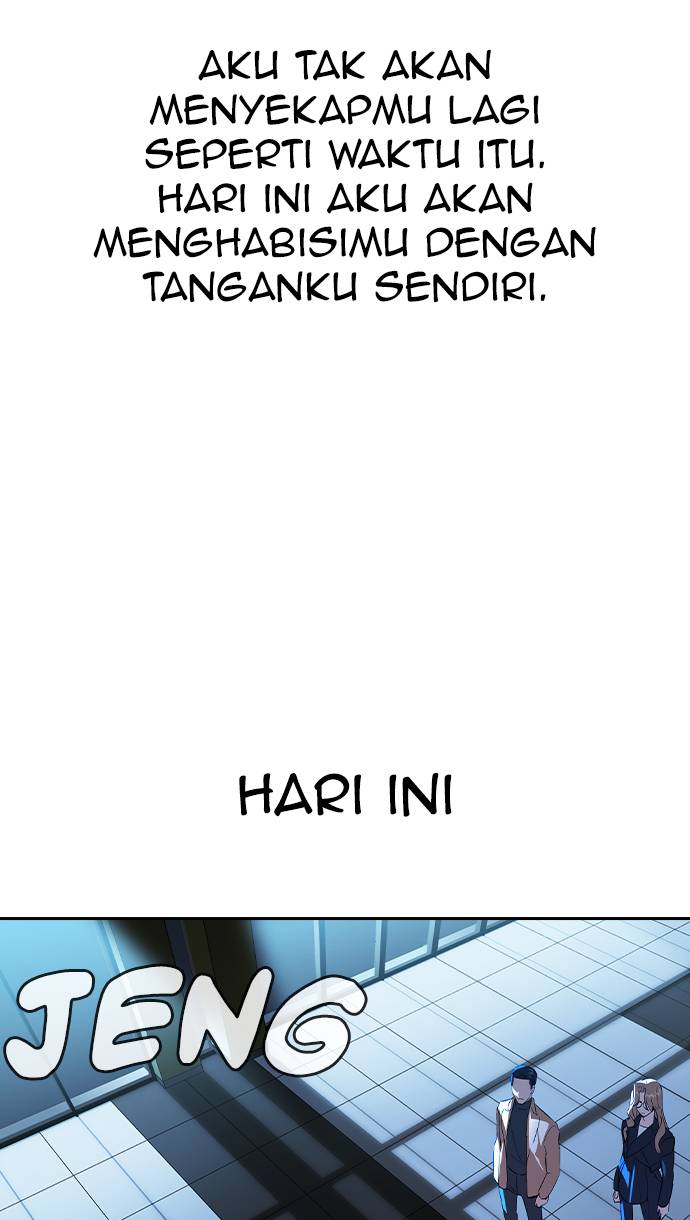 AKU TAK AKAN
MENYEKAPMU LAGI
SEPERTI WAKTU ITU.
HARI INI AKU AKAN
MENGHABISIMU DENGAN
TANGANKU SENDIRI.
HARI INI
JENG